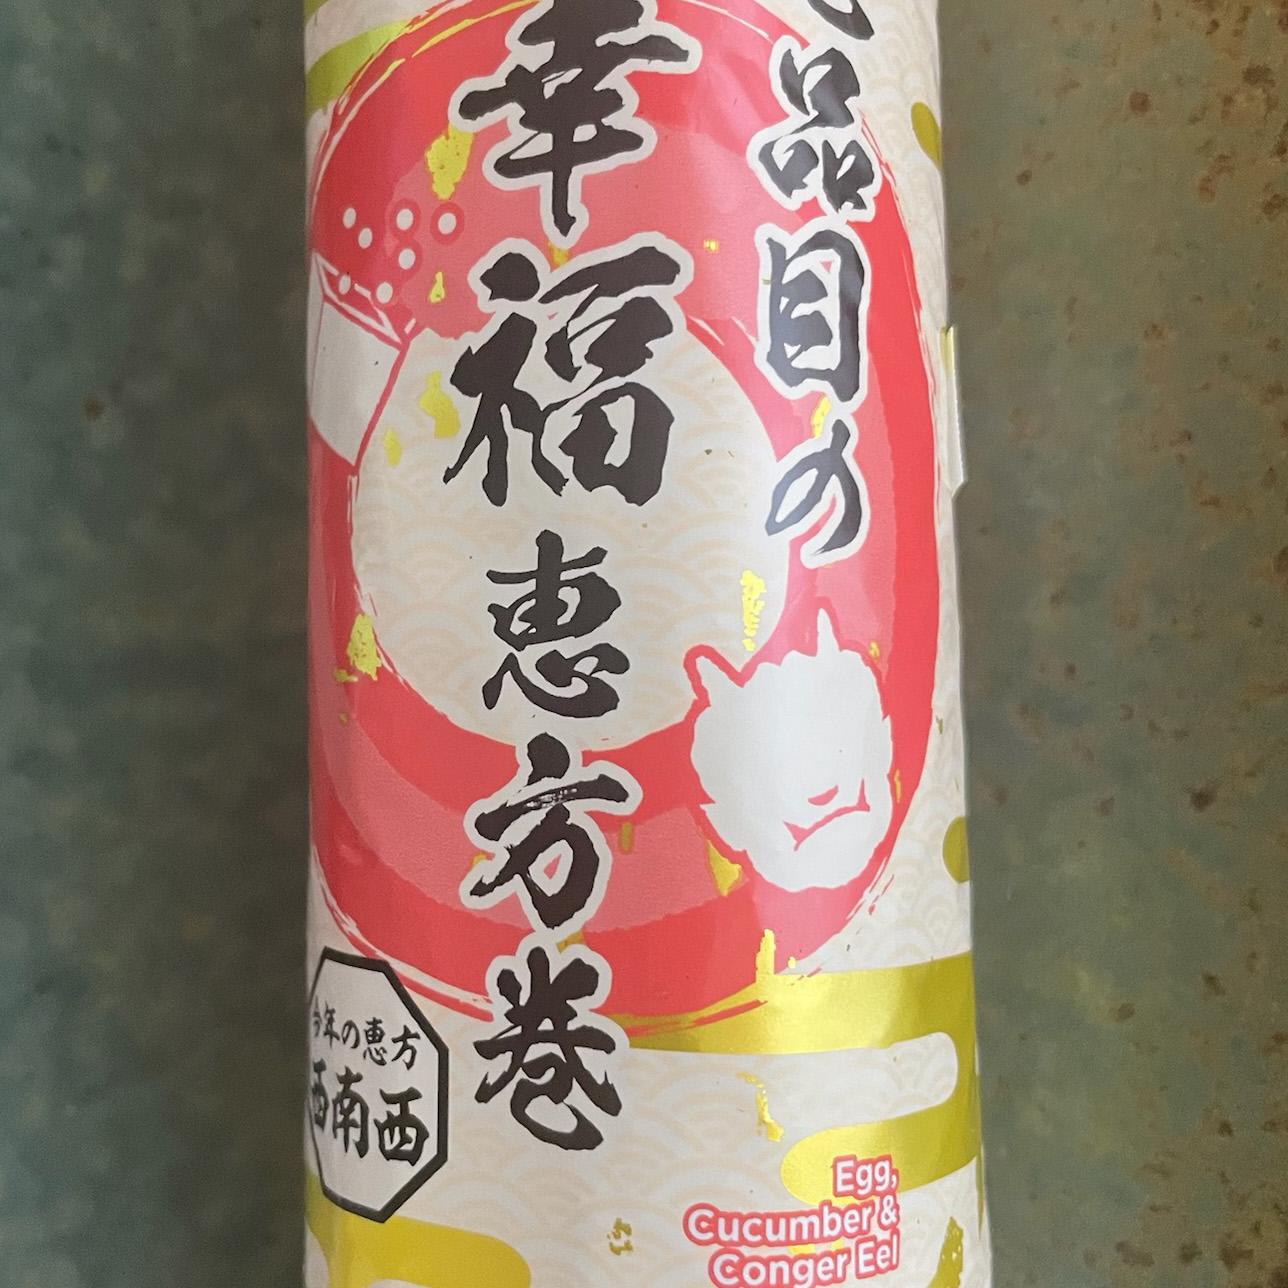 品目の
幸福恵方巻
今年の恵方
西南西
Egg,
Cucumber &
Conger Eel